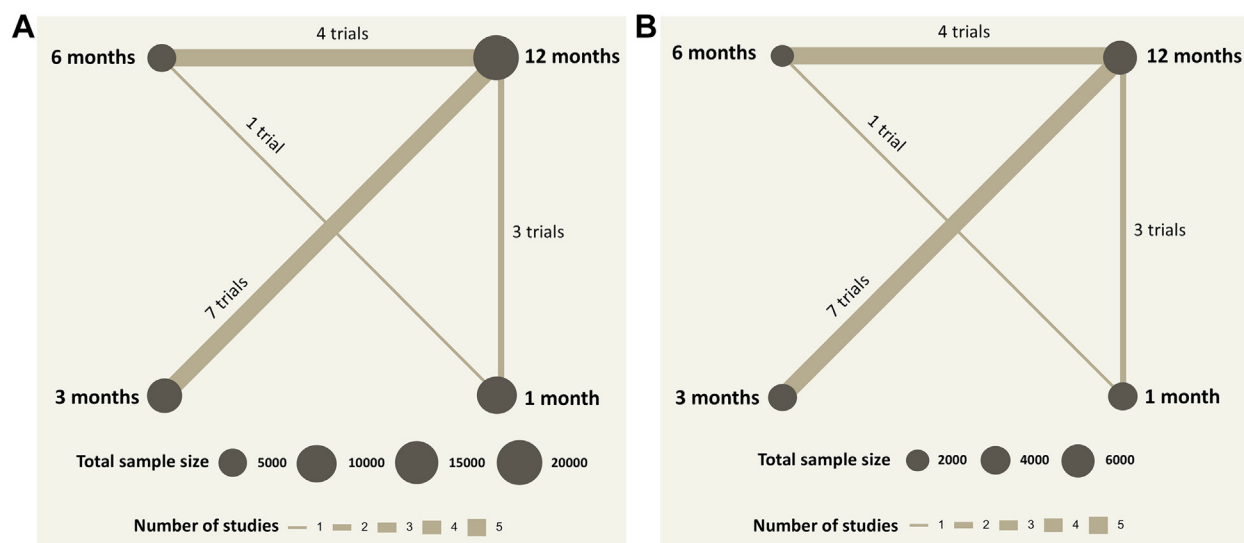 A
4 trials
6 months
12 months
1 trial
3 trials
7 trials
3 months
1 month
Total sample size 5000 10000 15000 20000
Number of studies 1 2 3 4 5
B
4 trials
6 months
12 months
1 trial
3 trials
7 trials
3 months
1 month
Total sample size 2000 4000 6000
Number of studies 1 2 3 4 5